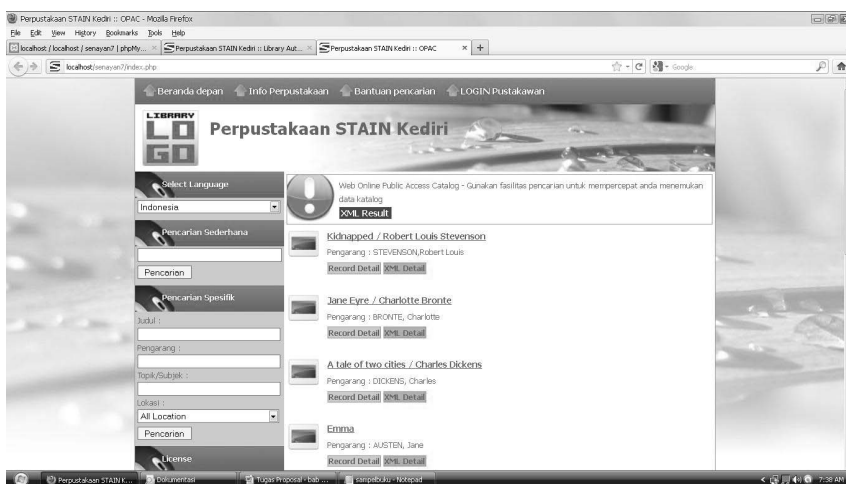 Perpustakaan STAIN Kediri :: OPAC - Mozilla Firefox
File Edit View History Bookmarks Tools Help
localhost / localhost / senayan7 | phpMy...
Perpustakaan STAIN Kediri :: Library Aut...
Perpustakaan STAIN Kediri :: OPAC
localhost/senayan7/index.php
Google
Beranda depan Info Perpustakaan Bantuan pencarian LOGIN Pustakawan
LIBRARY
LOGO
Perpustakaan STAIN Kediri
Select Language
Indonesia
Pencarian Sederhana
Pencarian
Pencarian Spesifik
Judul :
Pengarang :
Topik/Subjek :
Lokasi :
All Location
Pencarian
License
Web Online Public Access Catalog - Gunakan fasilitas pencarian untuk mempercepat anda menemukan
data katalog
XML Result
Kidnapped / Robert Louis Stevenson
Pengarang : STEVENSON,Robert Louis
Record Detail XML Detail
Jane Eyre / Charlotte Bronte
Pengarang : BRONTE, Charlotte
Record Detail XML Detail
A tale of two cities / Charles Dickens
Pengarang : DICKENS, Charles
Record Detail XML Detail
Emma
Pengarang : AUSTEN, Jane
Record Detail XML Detail
Perpustakaan STAIN K... Dokumentasi Tugas Proposal - bab ... sampelbuku - Notepad 7:38 AM